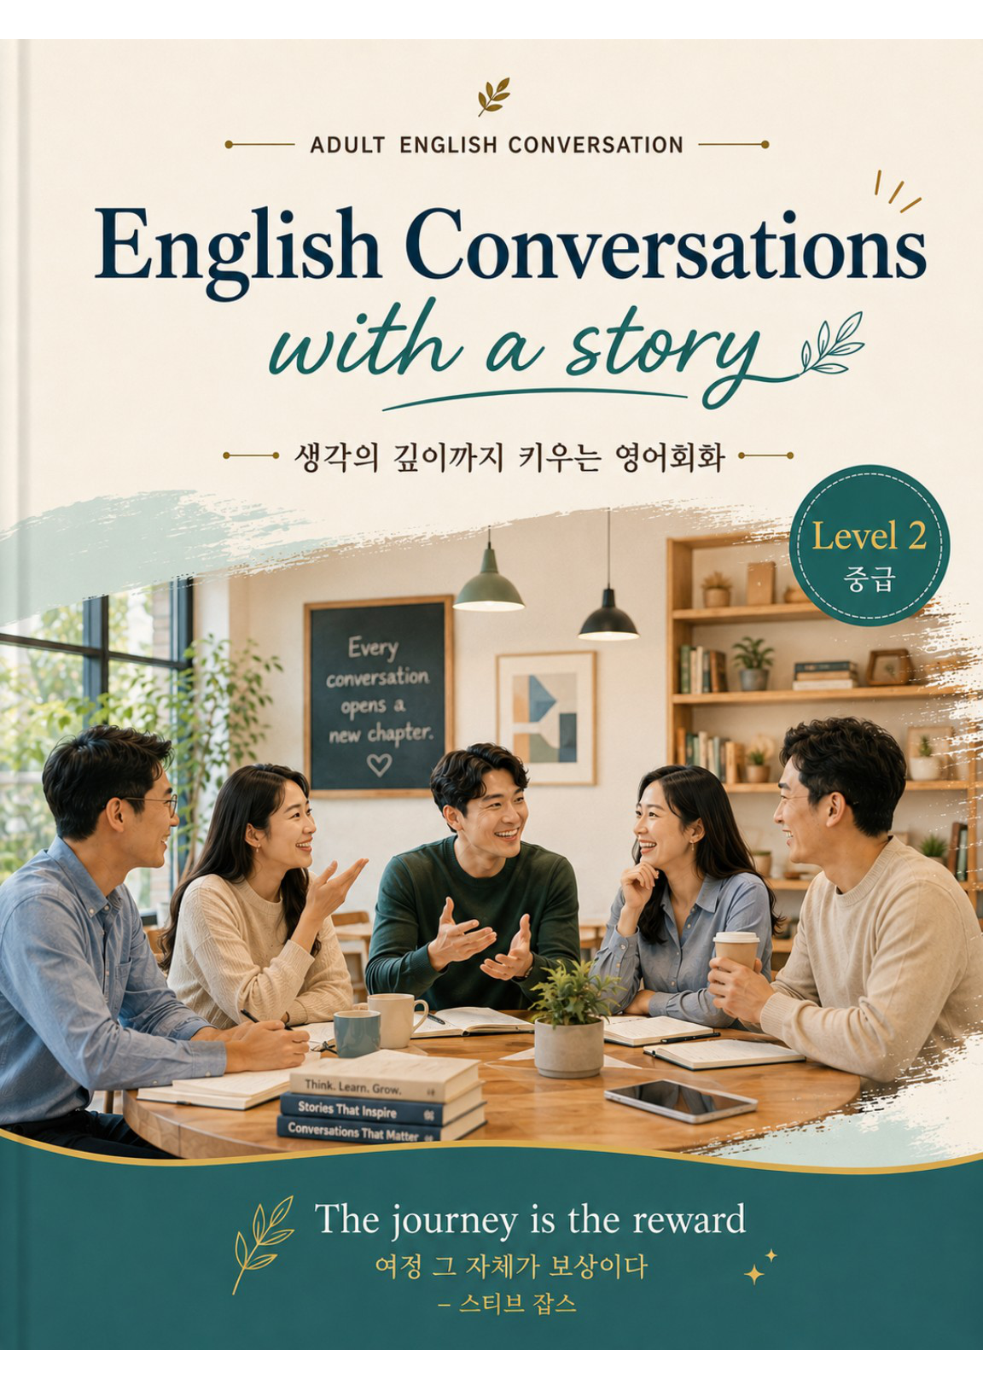 ADULT ENGLISH CONVERSATION
English Conversations
with a story
생각의 깊이까지 키우는 영어회화
Level 2
중급
Every
conversation
opens a
new chapter.
Think. Learn. Grow.
Stories That Inspire
Conversations That Matter
The journey is the reward
여정 그 자체가 보상이다
– 스티브 잡스